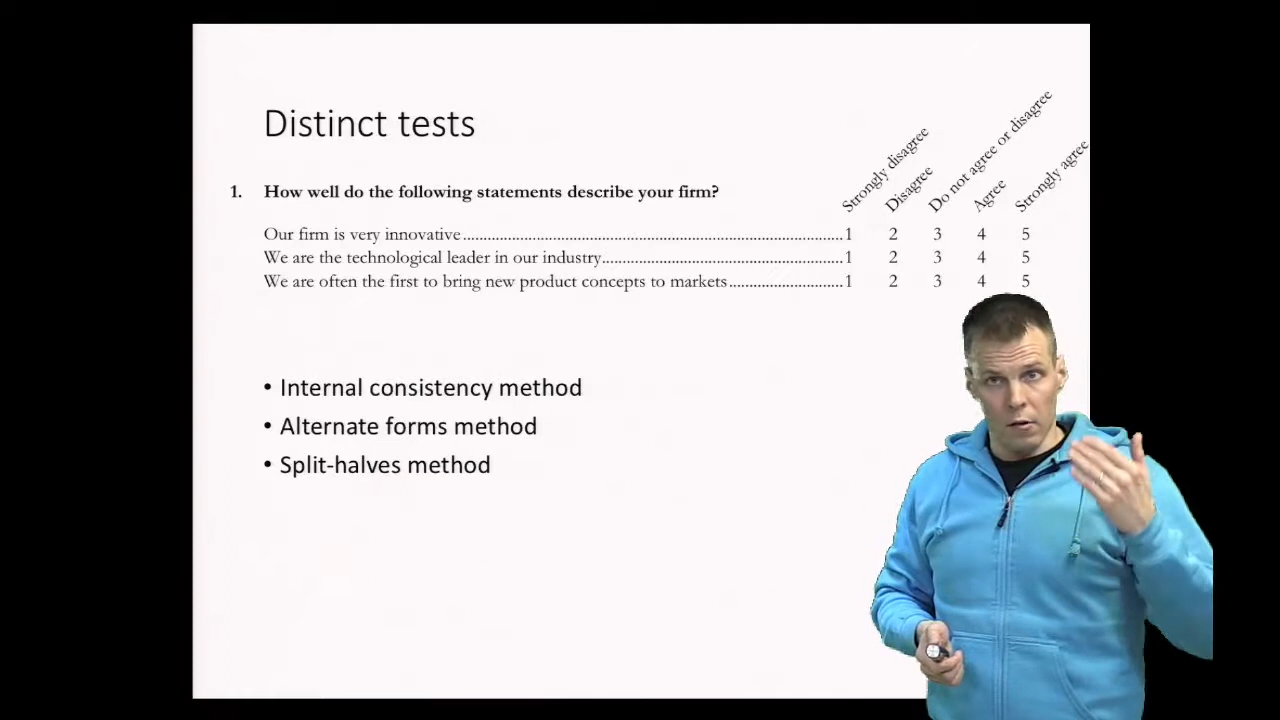 Distinct tests
Strongly disagree
Disagree
Do not agree or disagree
Agree
Strongly agree
1. How well do the following statements describe your firm?
Our firm is very innovative.......................................................................................1 2 3 4 5
We are the technological leader in our industry.......................................................1 2 3 4 5
We are often the first to bring new product concepts to markets..........................1 2 3 4 5
• Internal consistency method
• Alternate forms method
• Split-halves method